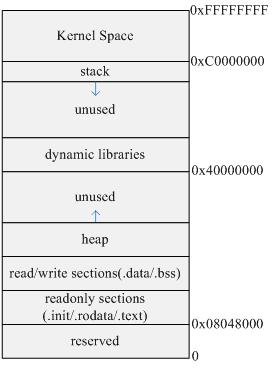 0xFFFFFFFF
Kernel Space
0xC0000000
stack
unused
dynamic libraries
0x40000000
unused
heap
read/write sections(.data/.bss)
readonly sections
(.init/.rodata/.text)
0x08048000
reserved
0